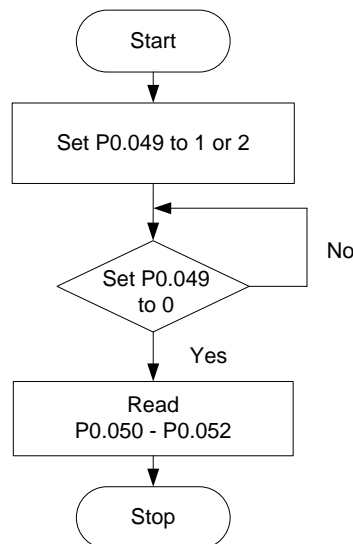 Start
Set P0.049 to 1 or 2
No
Set P0.049
to 0
Yes
Read
P0.050 - P0.052
Stop